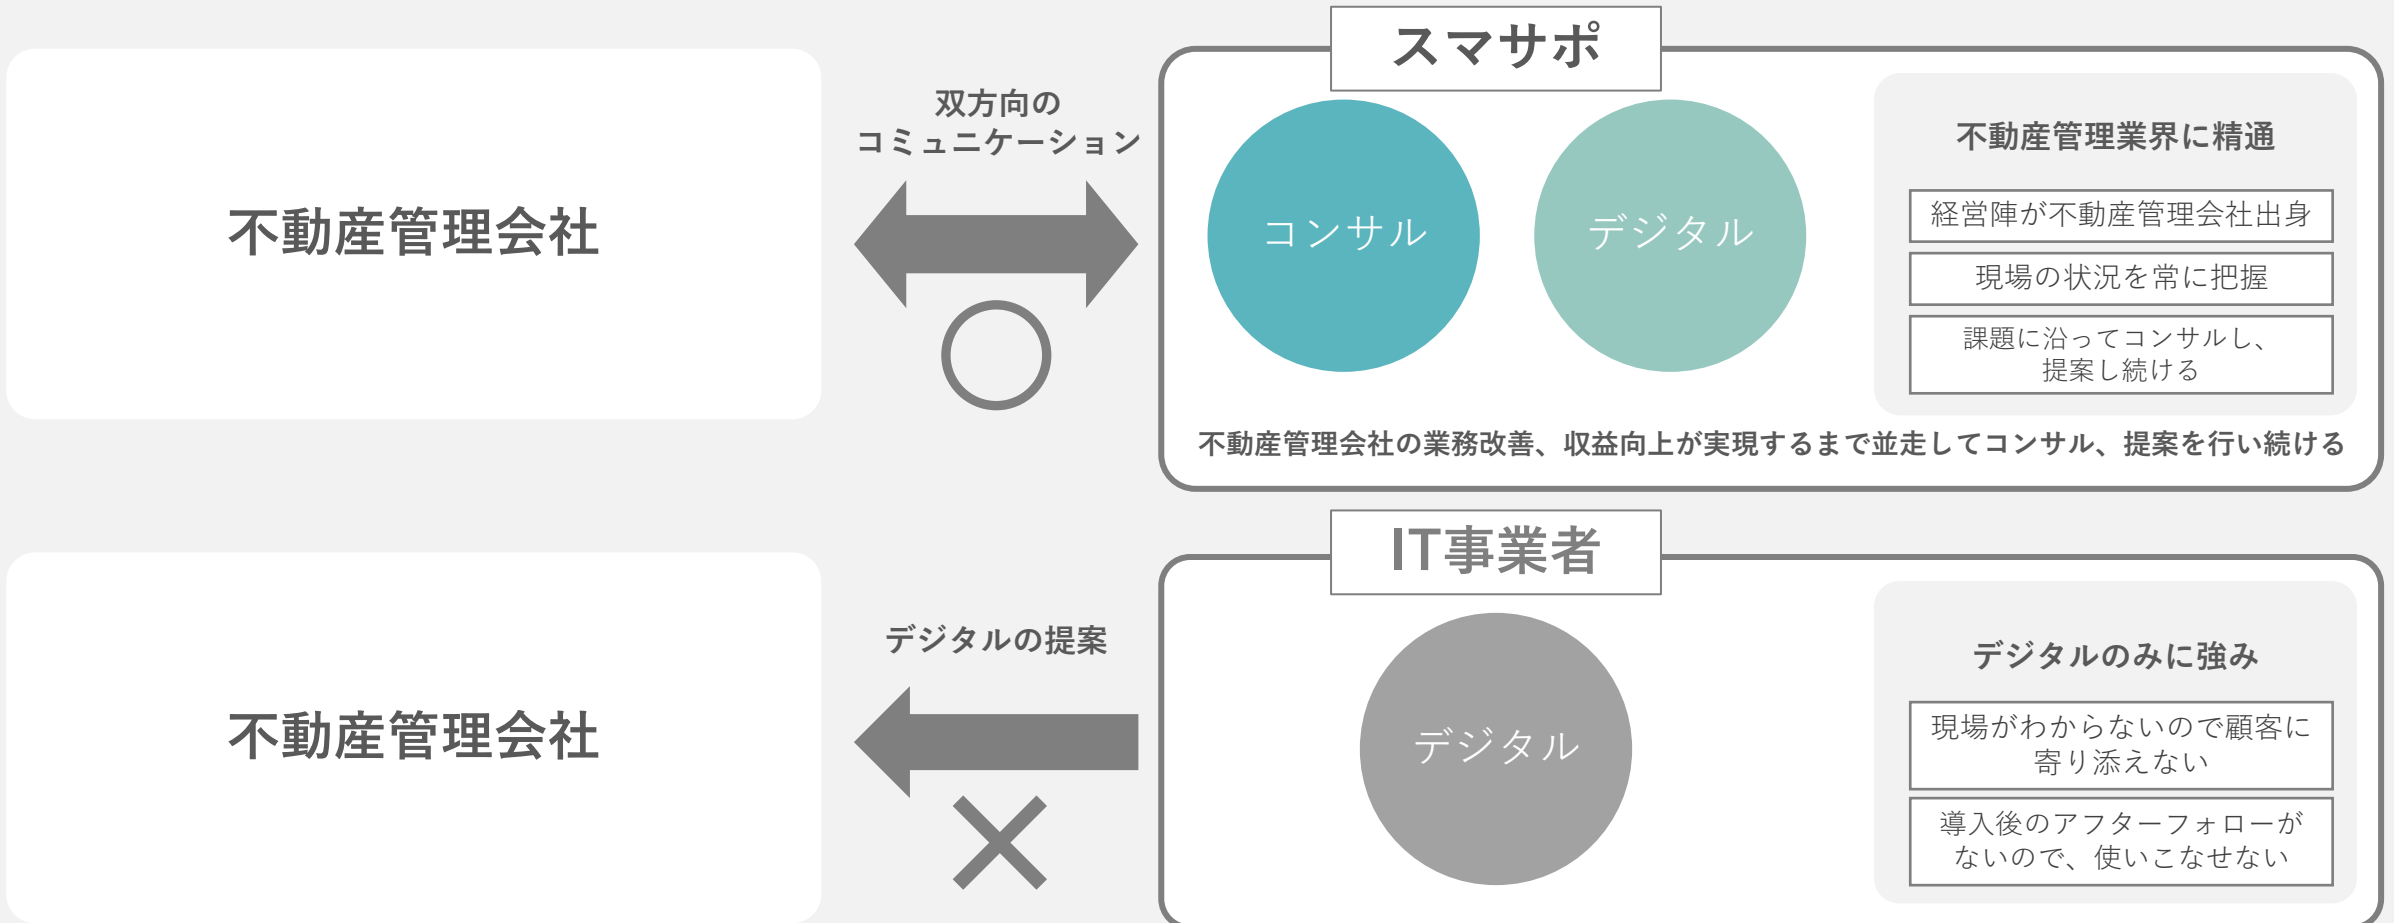 スマサポ
不動産管理会社
双方向の
コミュニケーション
コンサル
デジタル
不動産管理業界に精通
経営陣が不動産管理会社出身
現場の状況を常に把握
課題に沿ってコンサルし、
提案し続ける
不動産管理会社の業務改善、収益向上が実現するまで並走してコンサル、提案を行い続ける
IT事業者
不動産管理会社
デジタルの提案
デジタル
デジタルのみに強み
現場がわからないので顧客に
寄り添えない
導入後のアフターフォローが
ないので、使いこなせない